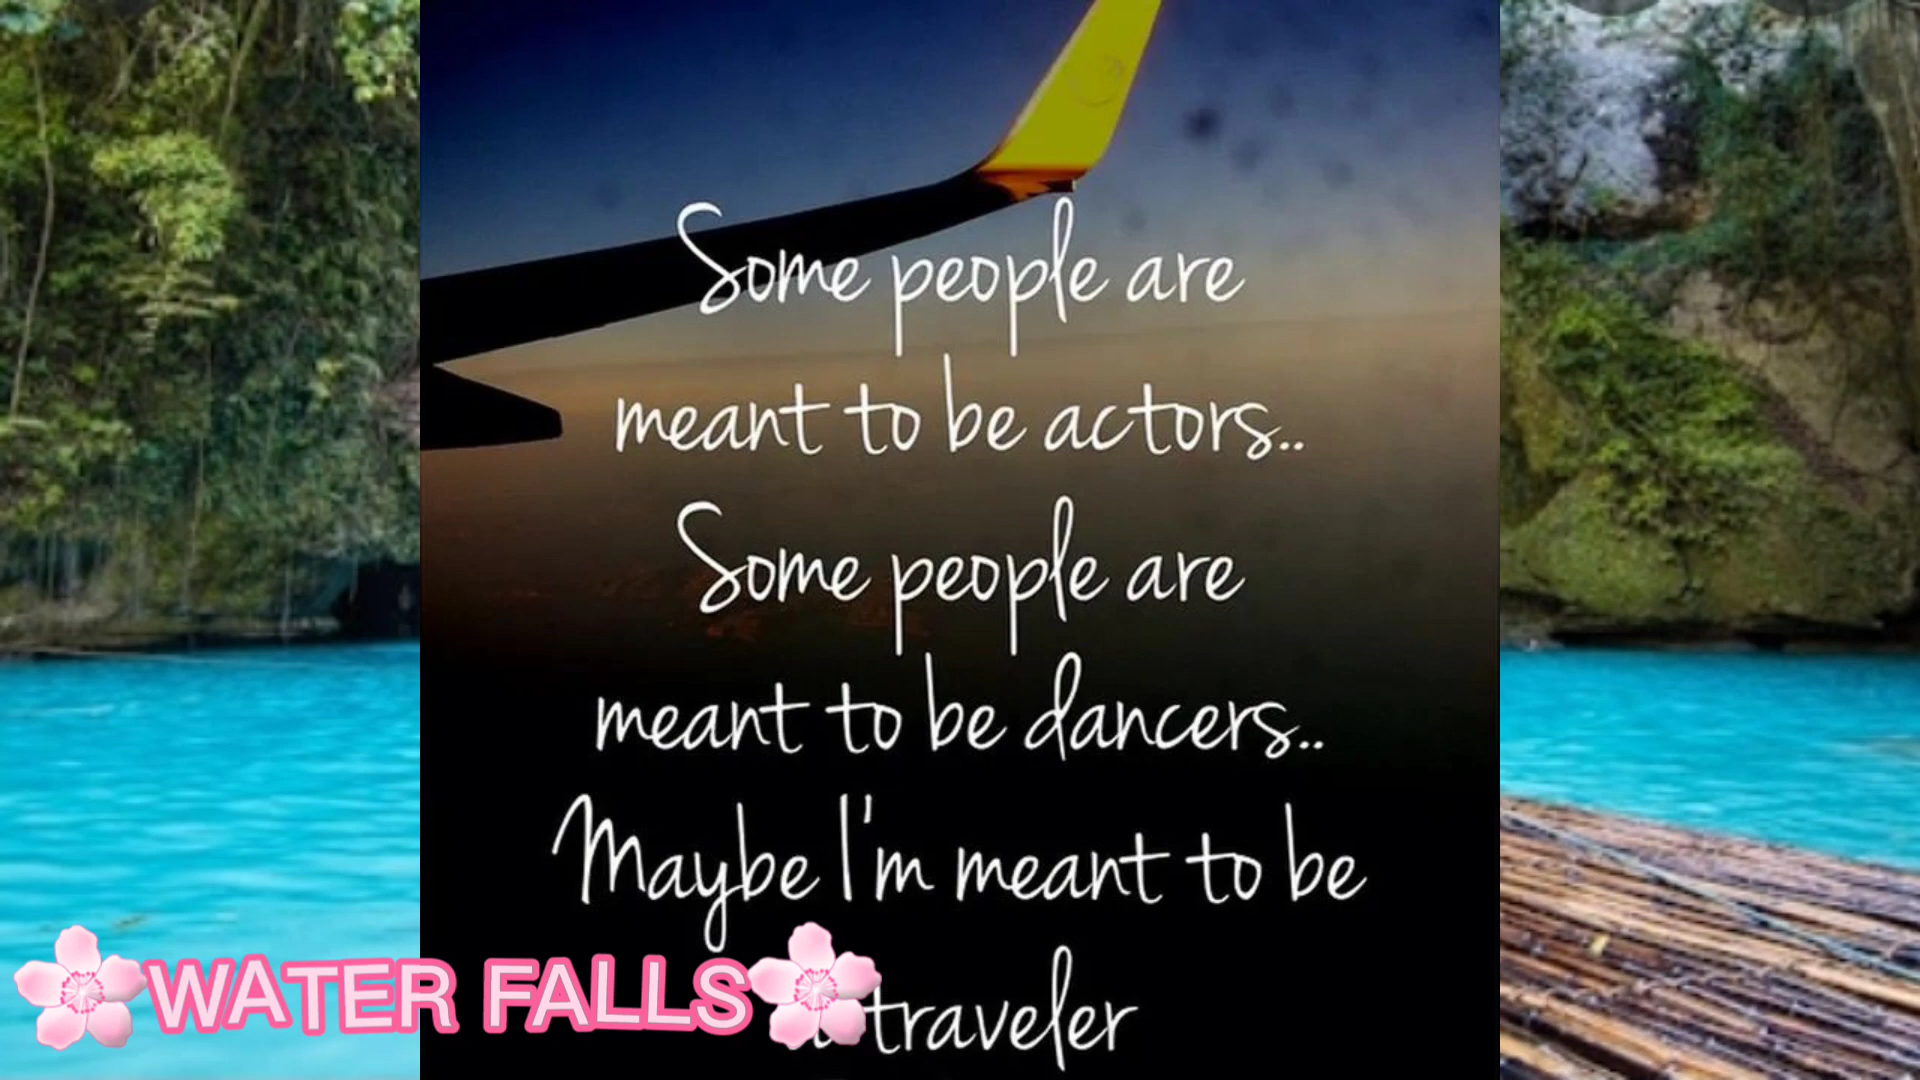 Some people are
meant to be actors..
Some people are
meant to be dancers..
Maybe I'm meant to be
traveler
WATER FALLS